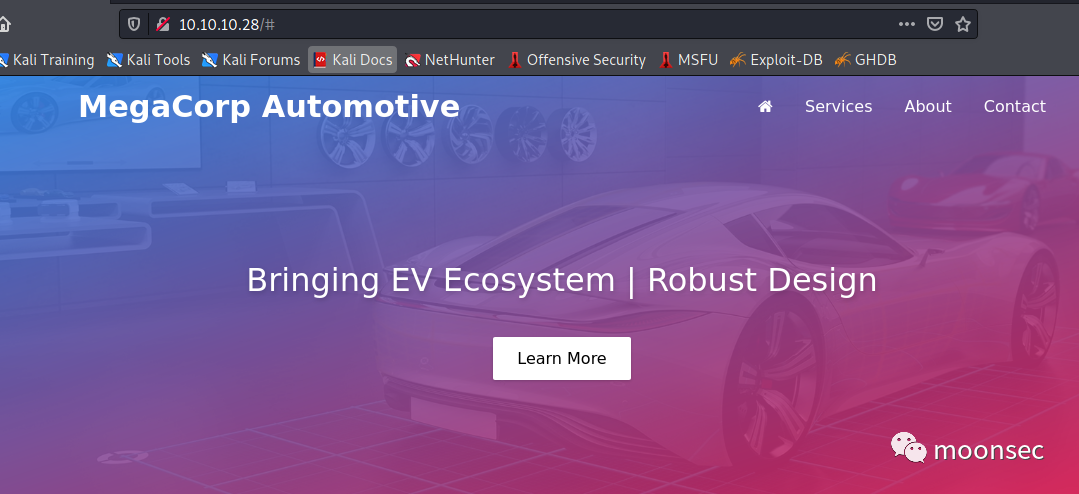 10.10.10.28/#
Kali Training Kali Tools Kali Forums Kali Docs NetHunter Offensive Security MSFU Exploit-DB GHDB
MegaCorp Automotive Services About Contact
Bringing EV Ecosystem | Robust Design
Learn More
moonsec